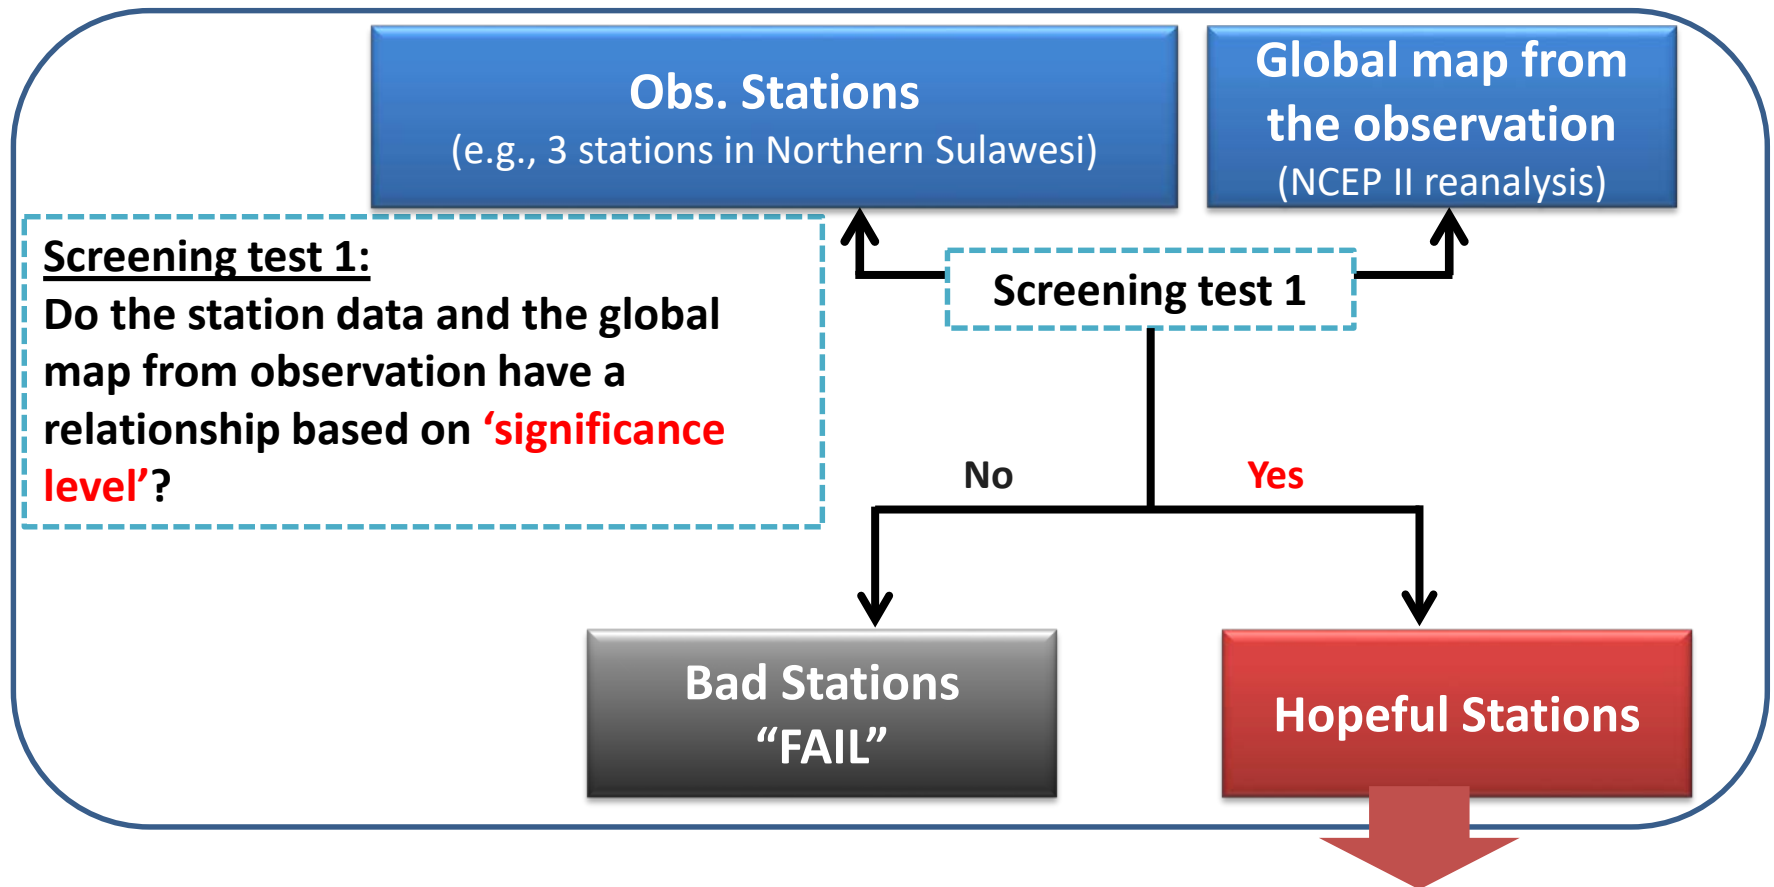 Obs. Stations
(e.g., 3 stations in Northern Sulawesi)
Global map from
the observation
(NCEP II reanalysis)
Screening test 1:
Do the station data and the global
map from observation have a
relationship based on ‘significance
level’?
Screening test 1
No
Yes
Bad Stations
“FAIL”
Hopeful Stations